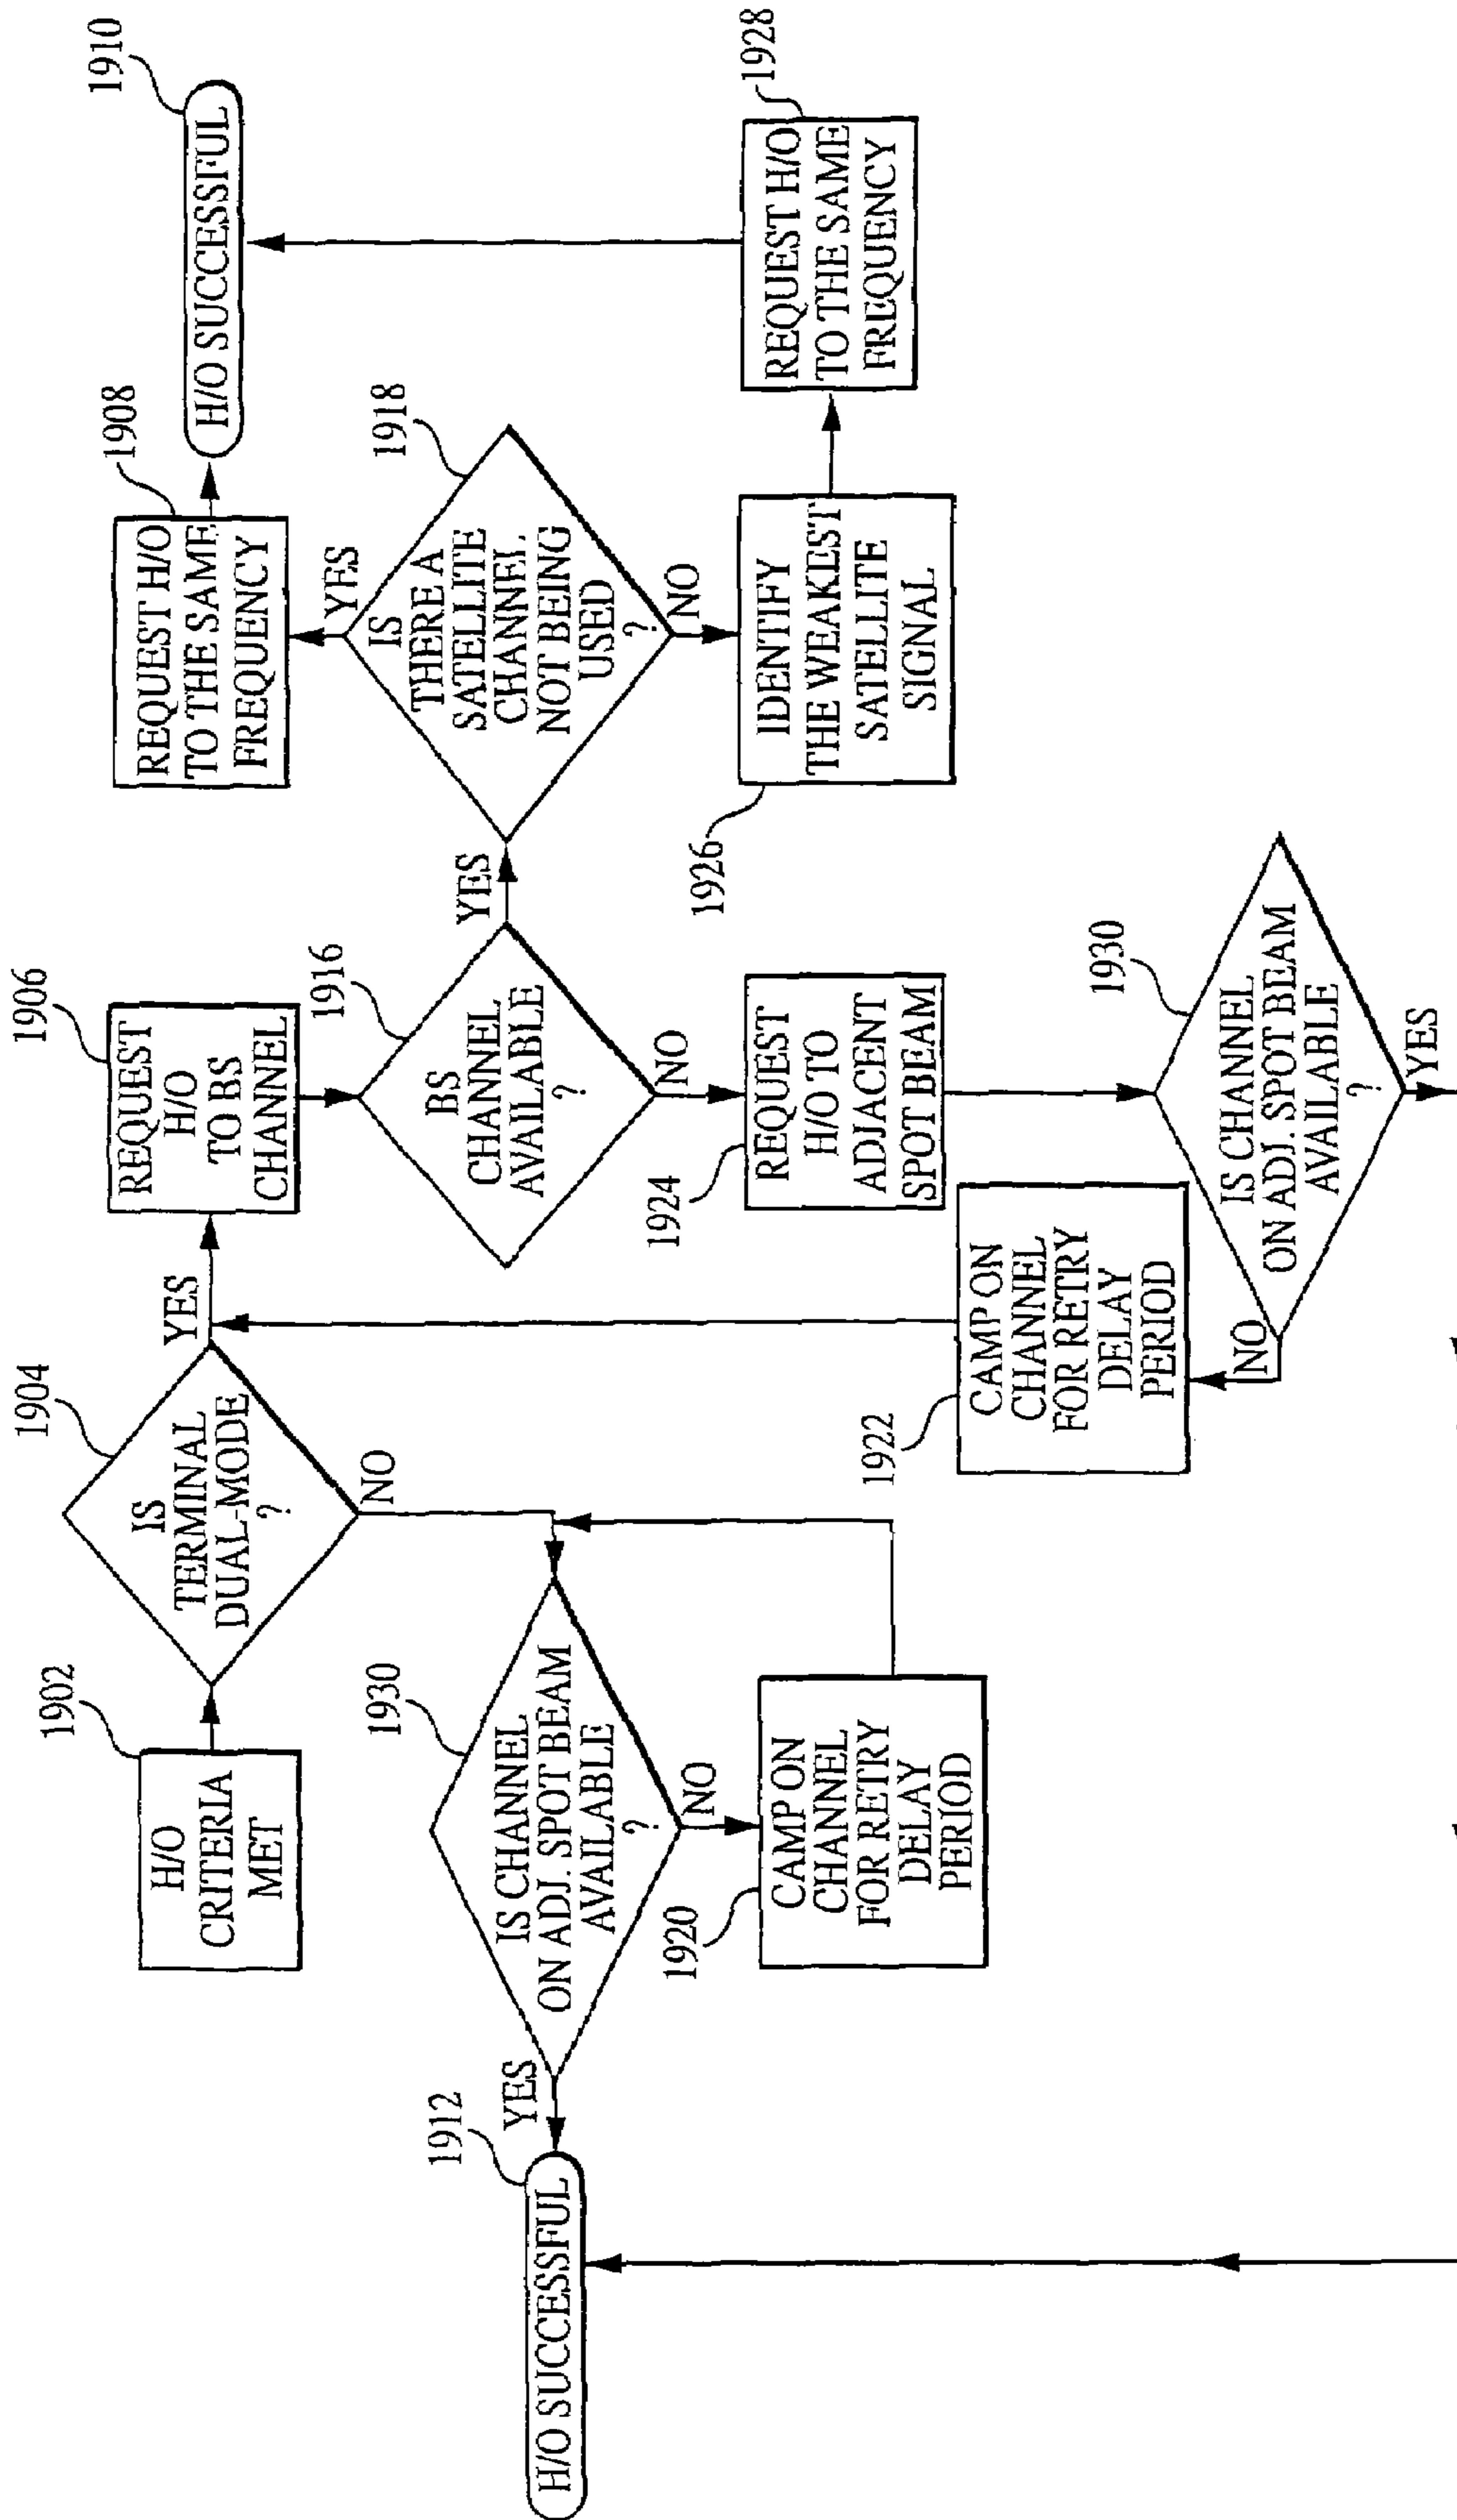 1902
H/O
CRITERIA
MET
1904
IS
TERMINAL
DUAL-MODE
?
YES
NO
1906
REQUEST
H/O
TO BS
CHANNEL
1908
REQUEST H/O
TO THE SAME
FREQUENCY
1910
H/O SUCCESSFUL
1912
H/O SUCCESSFUL
YES
1930
IS CHANNEL
ON ADJ. SPOT BEAM
AVAILABLE
?
NO
1920
CAMP ON
CHANNEL
FOR RETRY
DELAY
PERIOD
1916
BS
CHANNEL
AVAILABLE
?
YES
NO
1918
IS
THERE A
SATELLITE
CHANNEL
NOT BEING
USED
?
YES
NO
1924
REQUEST
H/O TO
ADJACENT
SPOT BEAM
1926
IDENTIFY
THE WEAKEST
SATELLITE
SIGNAL
1928
REQUEST H/O
TO THE SAME
FREQUENCY
1922
CAMP ON
CHANNEL
FOR RETRY
DELAY
PERIOD
1930
IS CHANNEL
ON ADJ. SPOT BEAM
AVAILABLE
?
NO
YES